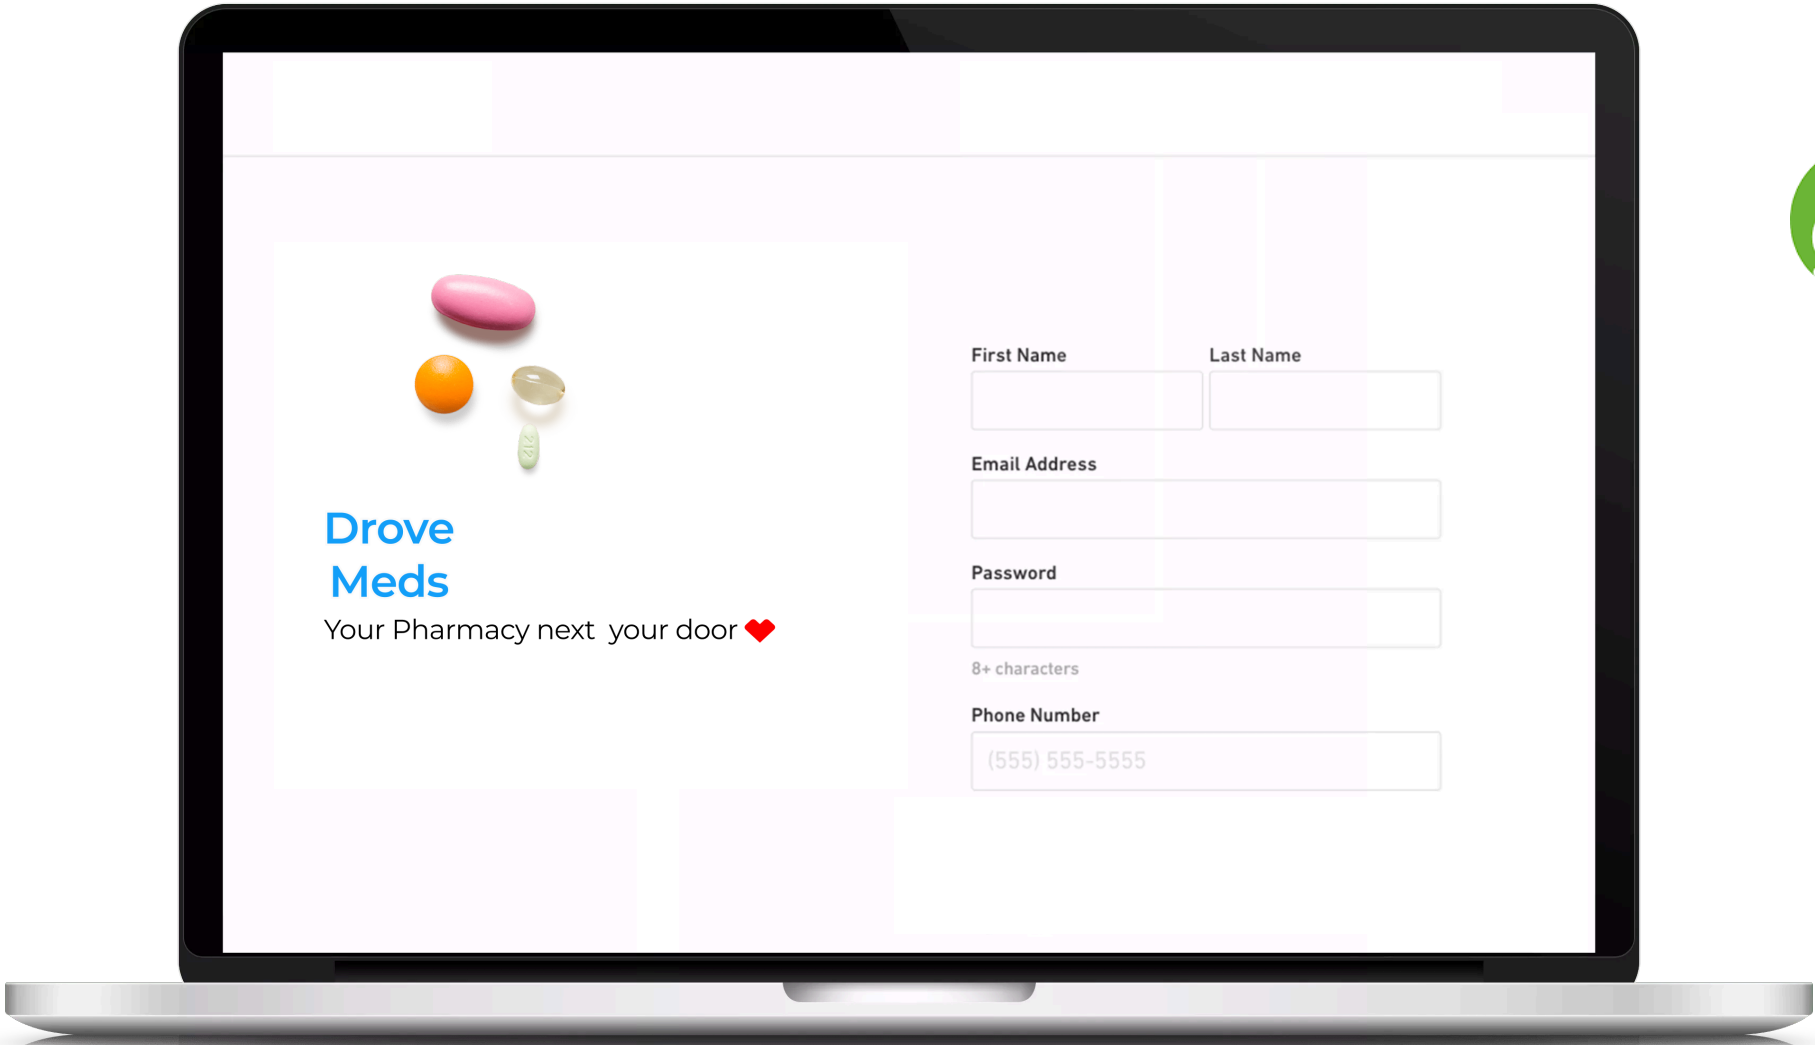 Drove
Meds
Your Pharmacy next your door
First Name Last Name
Email Address
Password
8+ characters
Phone Number
(555) 555-5555